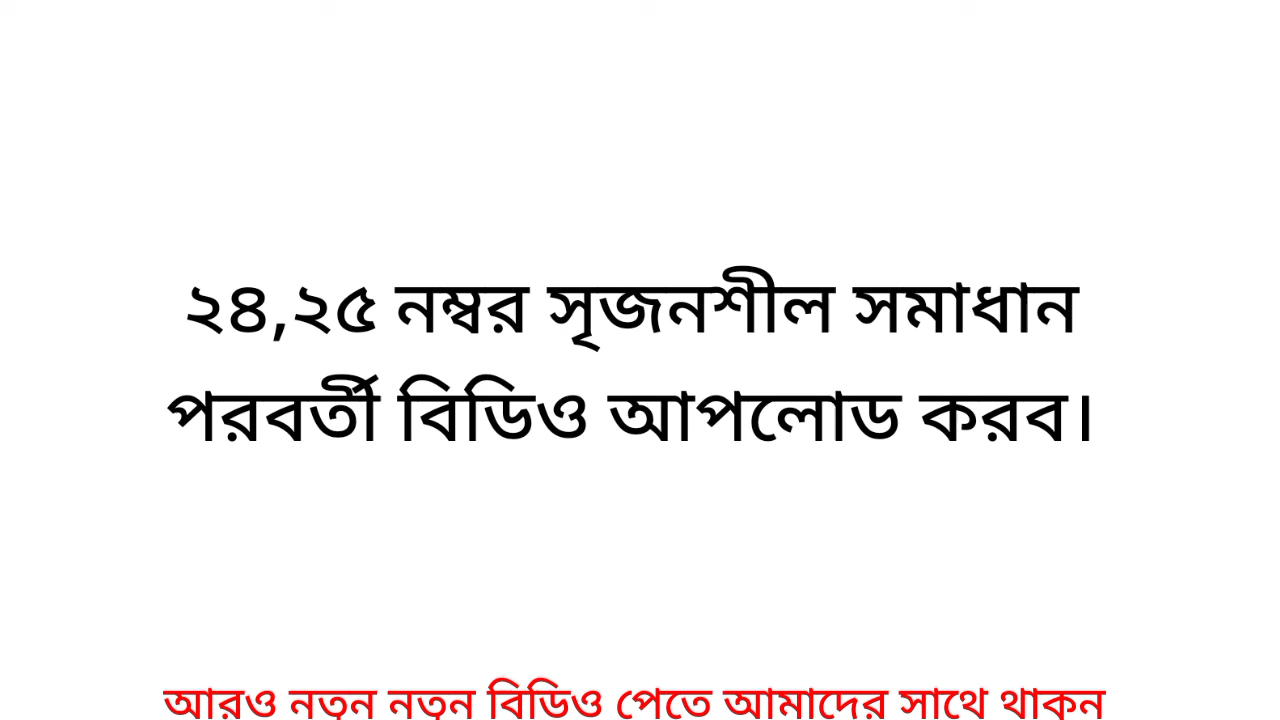 ২৪,২৫ নম্বর সৃজনশীল সমাধান
পরবর্তী বিডিও আপলোড করব।
আরও নতুন নতুন বিডিও পেতে আমাদের সাথে থাকুন